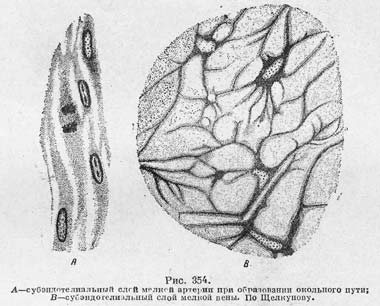 А
В
Рис. 354.
А—субэндотелиальный слой мелкой артерии при образовании окольного пути;
В—субэндотелиальный слой мелкой вены. По Щелкунову.